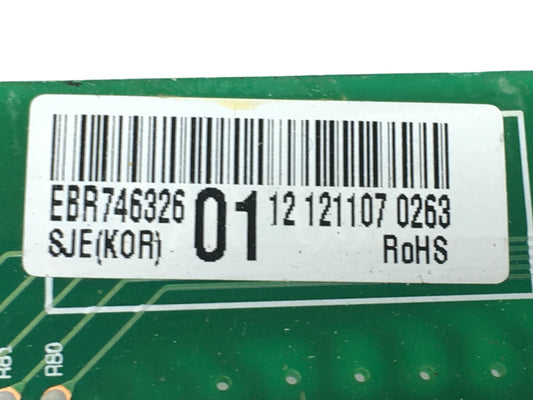 EBR746326 01 12 121107 0263
SJE(KOR) RoHS
R81
R80